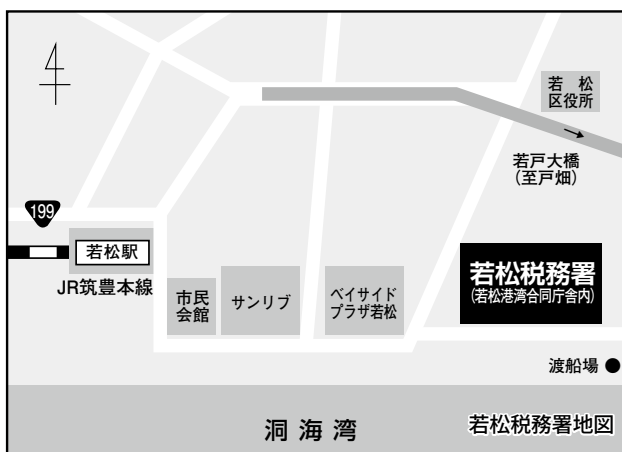 若松
区役所
若戸大橋
(至戸畑)
199
若松駅
JR筑豊本線
市民
会館
サンリブ
ベイサイド
プラザ若松
若松税務署
(若松港湾合同庁舎内)
渡船場
洞海湾
若松税務署地図